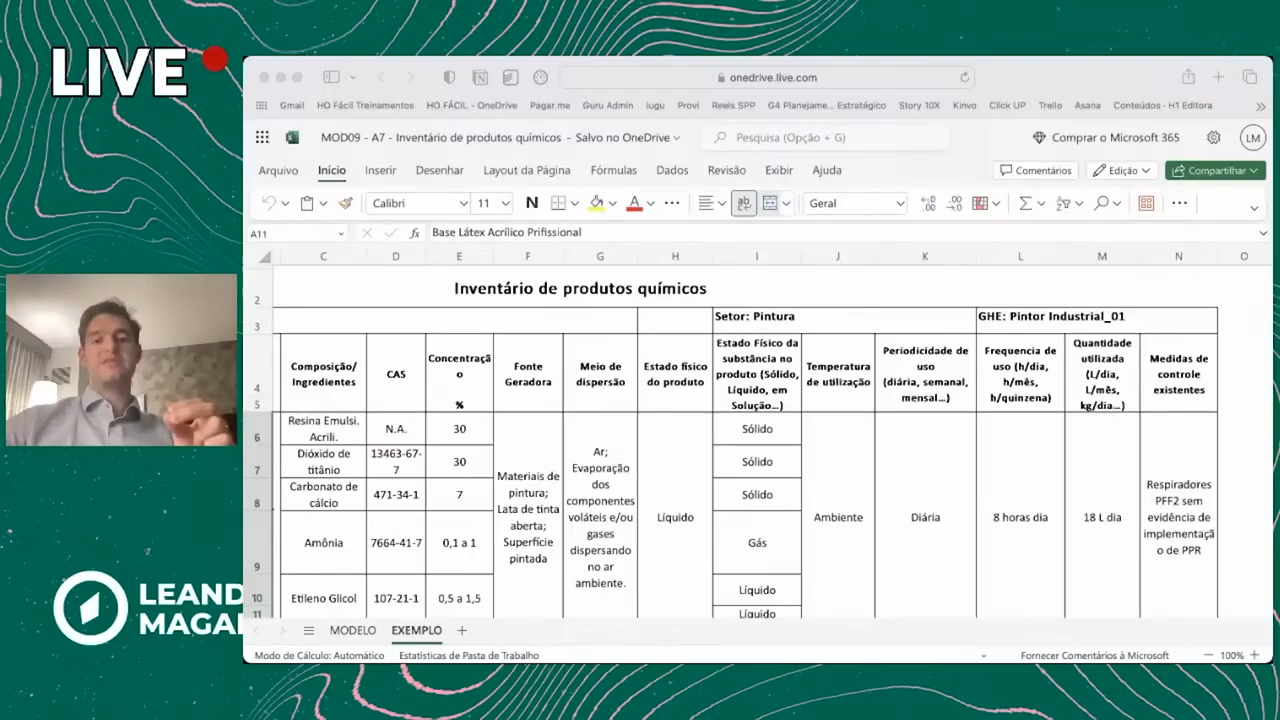 LIVE
onedrive.live.com
Gmail HO Fácil Treinamentos HO FÁCIL - OneDrive Pagar.me Guru Admin iugu Provi Reels SPP G4 Planejame... Estratégico Story 10X Kinvo Click UP Trello Asana Conteúdos - H1 Editora
MOD09 - A7 - Inventário de produtos químicos - Salvo no OneDrive
Pesquisa (Opção + G)
Comprar o Microsoft 365
LM
Arquivo Início Inserir Desenhar Layout da Página Fórmulas Dados Revisão Exibir Ajuda
Comentários Edição Compartilhar
Calibri 11 N A Geral
A11 fx Base Látex Acrílico Prifissional
C D E F G H I J K L M N O
2 Inventário de produtos químicos
3 Setor: Pintura GHE: Pintor Industrial_01
4
5
Composição/
Ingredientes
CAS
Concentraçã
o
%
Fonte
Geradora
Meio de
dispersão
Estado físico
do produto
Estado Físico da
substância no
produto (Sólido,
Líquido, em
Solução...)
Temperatura
de utilização
Periodicidade de
uso
(diária, semanal,
mensal...)
Frequencia de
uso (h/dia,
h/mês,
h/quinzena)
Quantidade
utilizada
(L/dia,
L/mês,
kg/dia...)
Medidas de
controle
existentes
6
Resina Emulsi.
Acrili.
N.A.
30
Sólido
7
Dióxido de
titânio
13463-67-
7
30
Sólido
8
Carbonato de
cálcio
471-34-1
7
Sólido
9
Amônia
7664-41-7
0,1 a 1
Gás
10
Etileno Glicol
107-21-1
0,5 a 1,5
Líquido
11
Líquido
Materiais de
pintura;
Lata de tinta
aberta;
Superfície
pintada
Ar;
Evaporação
dos
componentes
voláteis e/ou
gases
dispersando
no ar
ambiente.
Líquido
Ambiente
Diária
8 horas dia
18 L dia
Respiradores
PFF2 sem
evidência de
implementaçã
o de PPR
MODELO EXEMPLO
Modo de Cálculo: Automático Estatísticas de Pasta de Trabalho
Fornecer Comentários à Microsoft 100%
LEAND
MAGA